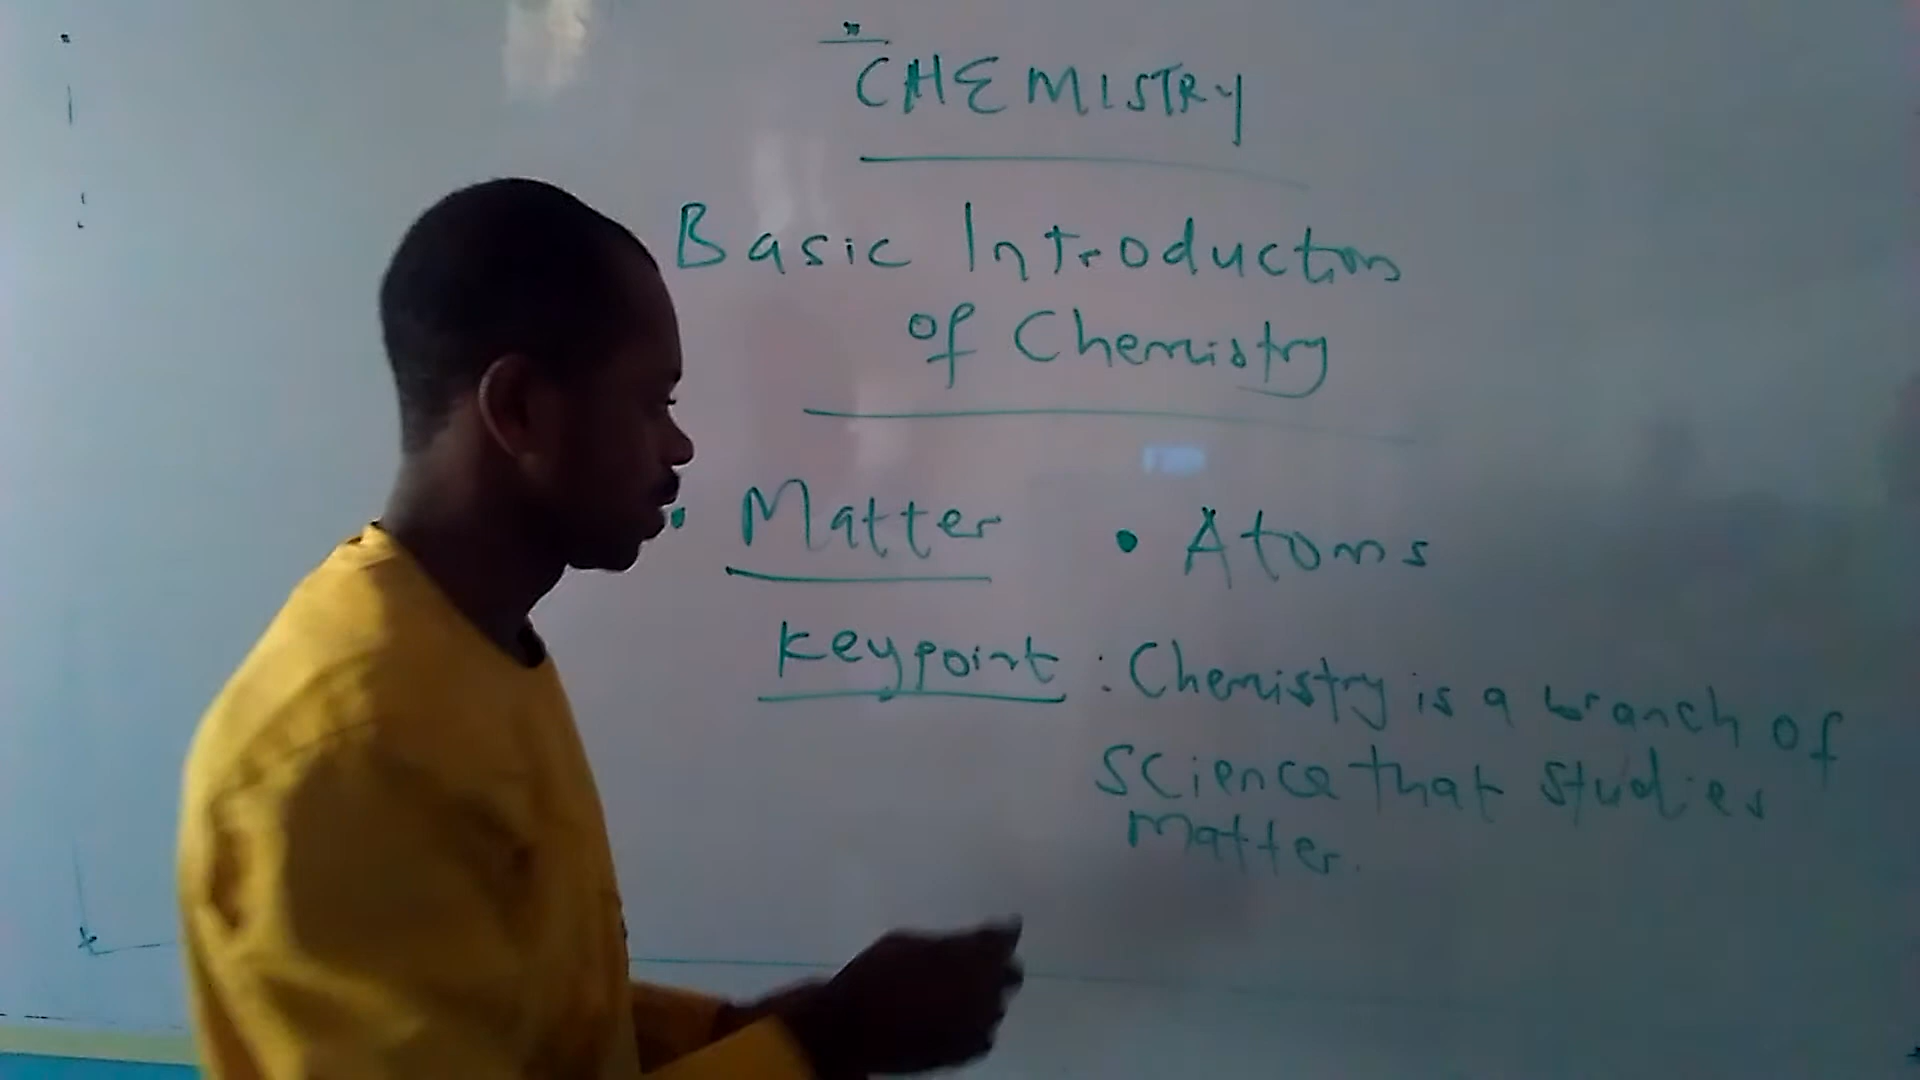 CHEMISTRY
Basic Introduction
of Chemistry
• Matter • Atoms
Keypoint : Chemistry is a branch of
Science that studies
Matter.